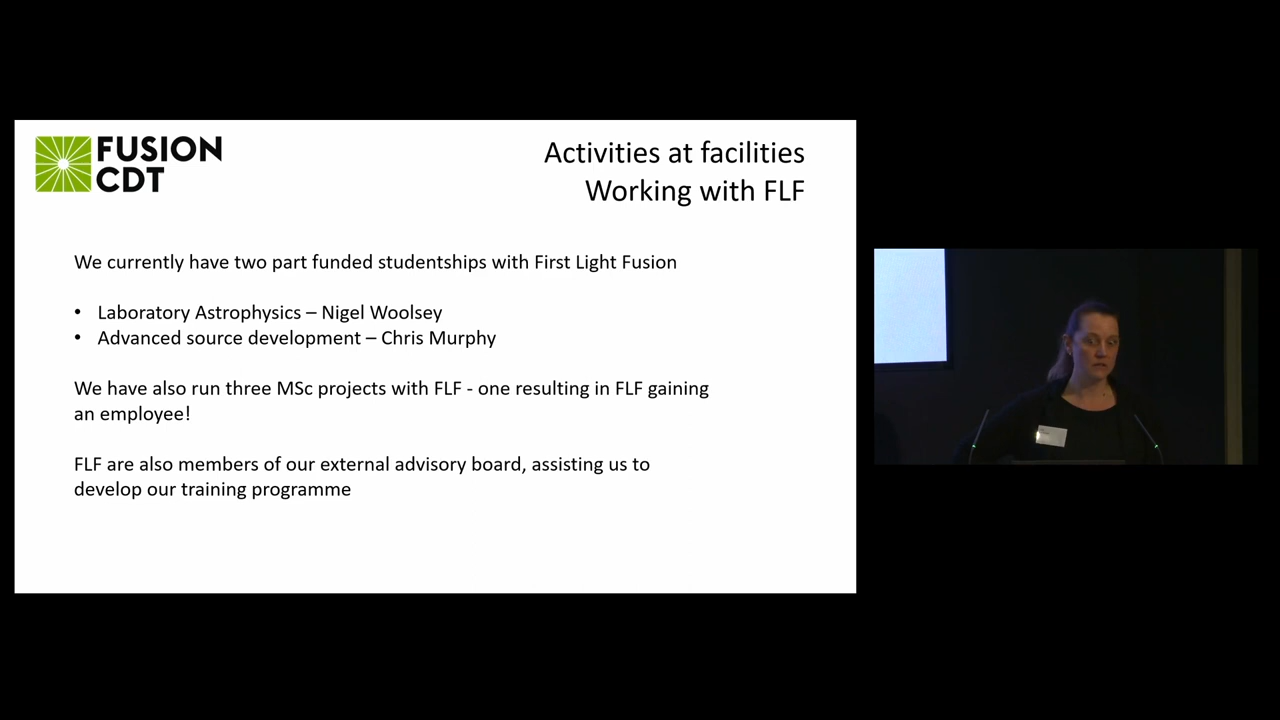 FUSION
CDT
Activities at facilities
Working with FLF
We currently have two part funded studentships with First Light Fusion
• Laboratory Astrophysics – Nigel Woolsey
• Advanced source development – Chris Murphy
We have also run three MSc projects with FLF - one resulting in FLF gaining
an employee!
FLF are also members of our external advisory board, assisting us to
develop our training programme